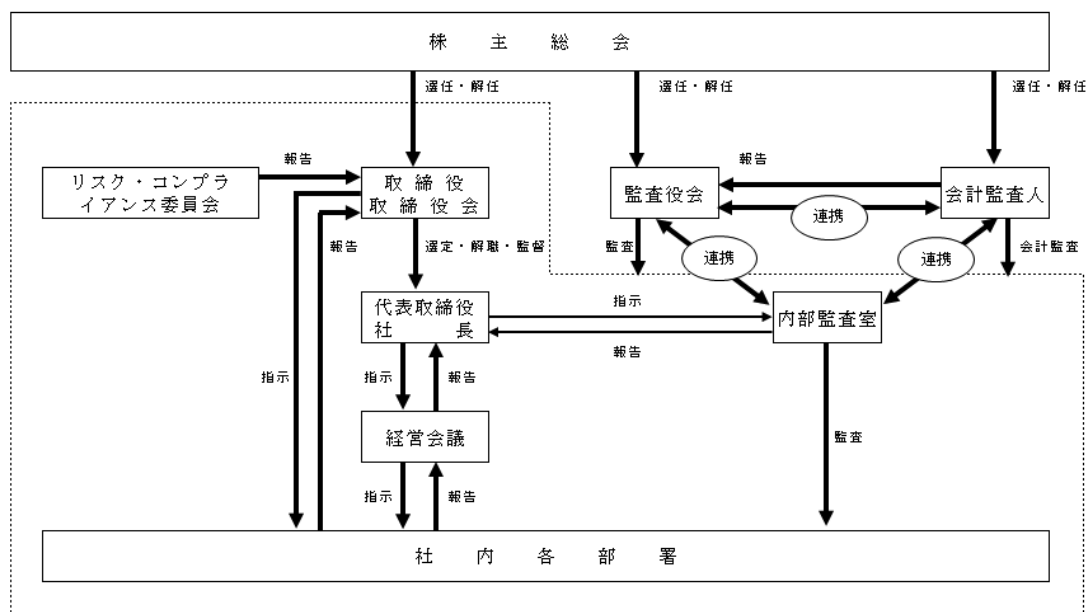 株主総会
選任・解任
選任・解任
選任・解任
報告
リスク・コンプラ
イアンス委員会
取締役
取締役会
報告
監査役会
会計監査人
連携
報告
選定・解職・監督
監査
連携
連携
会計監査
代表取締役
社長
指示
内部監査室
報告
指示
指示
報告
経営会議
監査
指示
報告
社内各部署